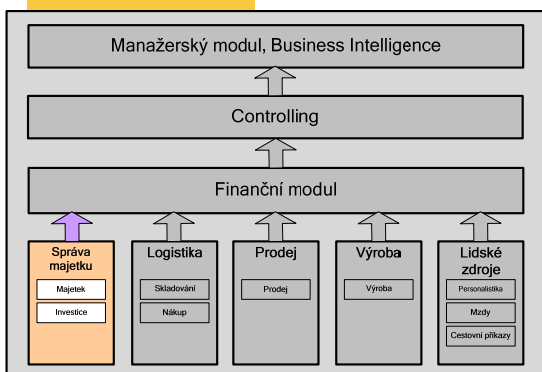 Manažerský modul, Business Intelligence
Controlling
Finanční modul
Správa
majetku
Majetek
Investice
Logistika
Skladování
Nákup
Prodej
Prodej
Výroba
Výroba
Lidské
zdroje
Personalistika
Mzdy
Cestovní příkazy